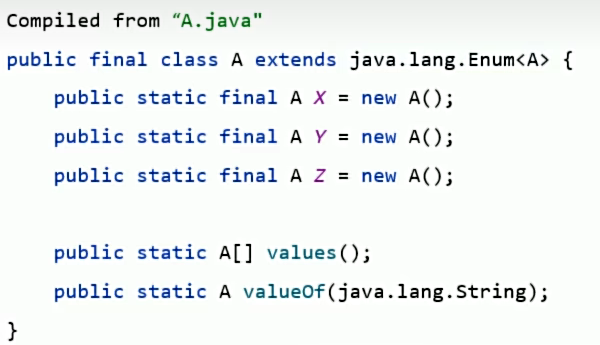 Compiled from “A.java"
public final class A extends java.lang.Enum<A> {
    public static final A X = new A();
    public static final A Y = new A();
    public static final A Z = new A();

    public static A[] values();
    public static A valueOf(java.lang.String);
}